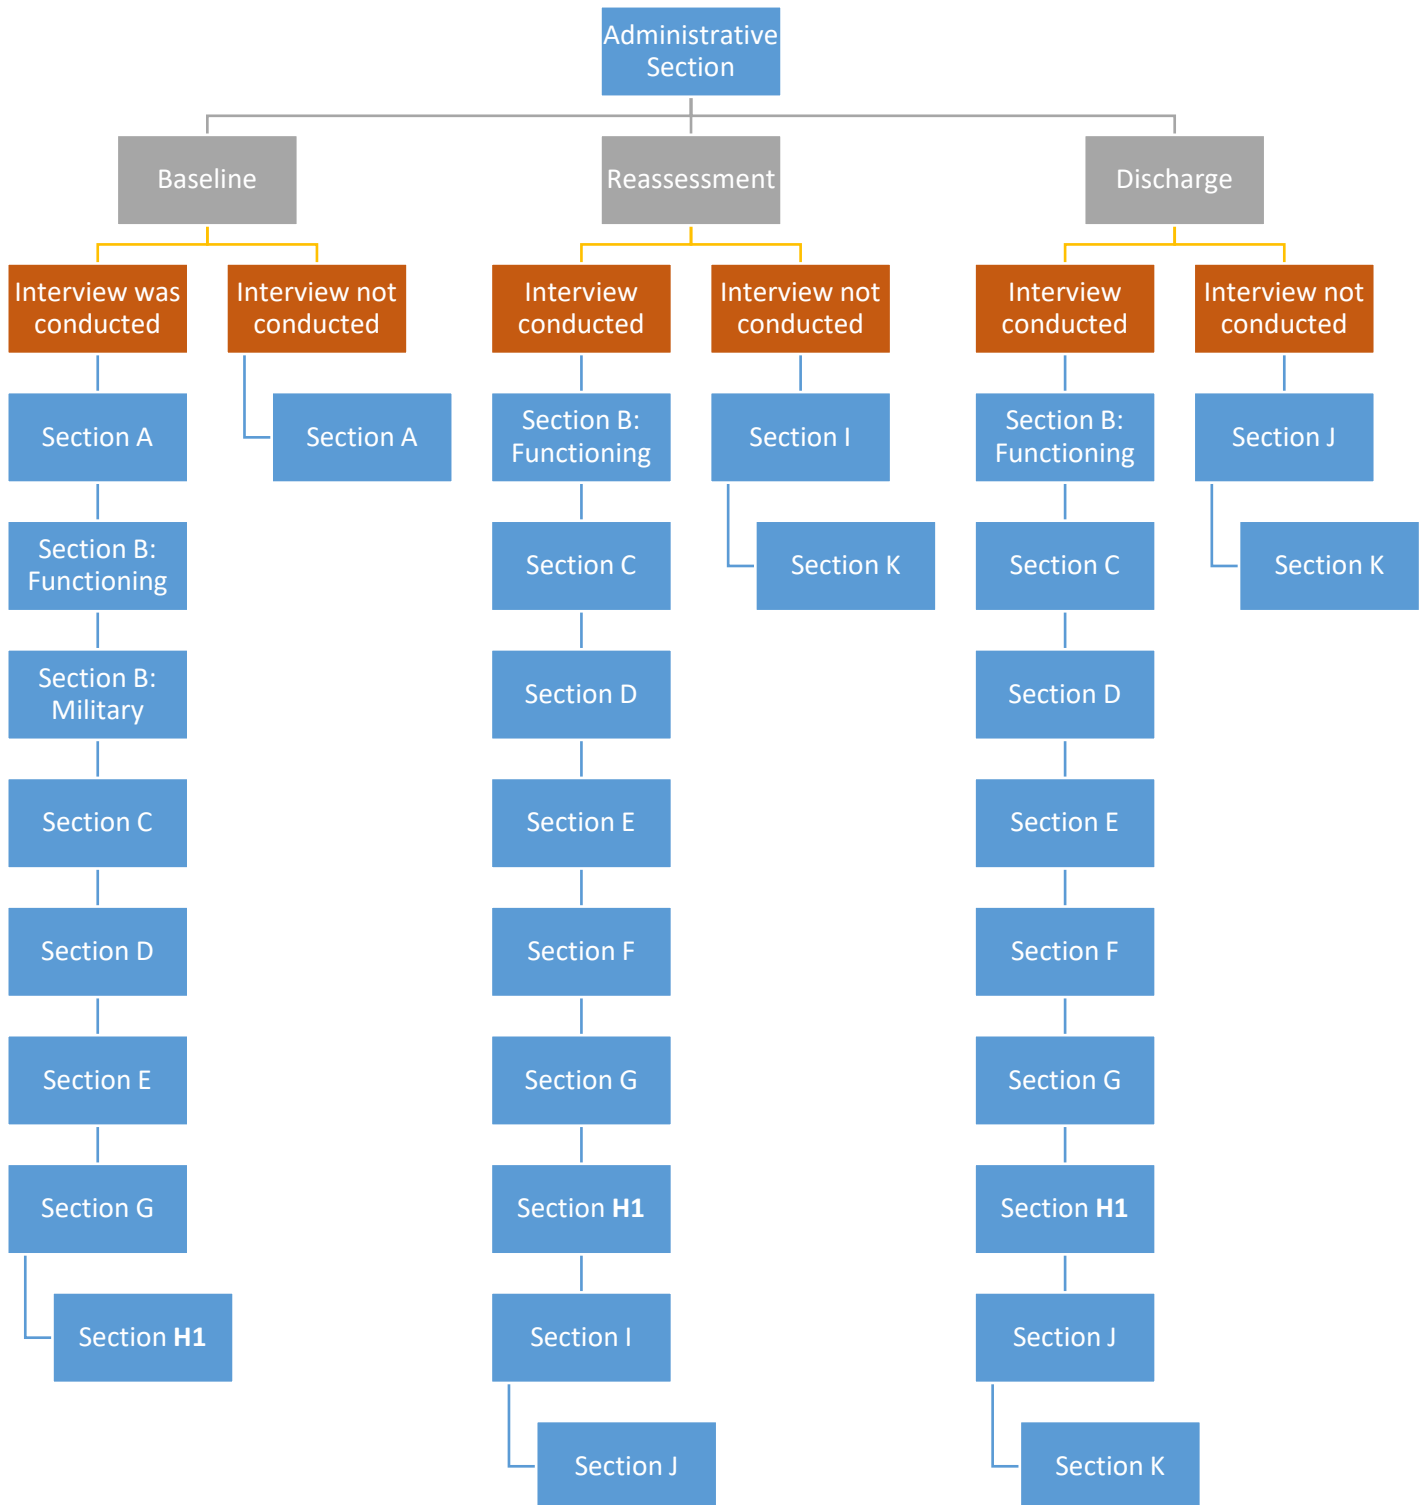 Administrative
Section
Baseline
Reassessment
Discharge
Interview was
conducted
Interview not
conducted
Interview
conducted
Interview not
conducted
Interview
conducted
Interview not
conducted
Section A
Section A
Section B:
Functioning
Section I
Section B:
Functioning
Section J
Section B:
Functioning
Section C
Section K
Section C
Section K
Section B:
Military
Section D
Section D
Section C
Section E
Section E
Section D
Section F
Section F
Section E
Section G
Section G
Section G
Section H1
Section H1
Section H1
Section I
Section J
Section J
Section K